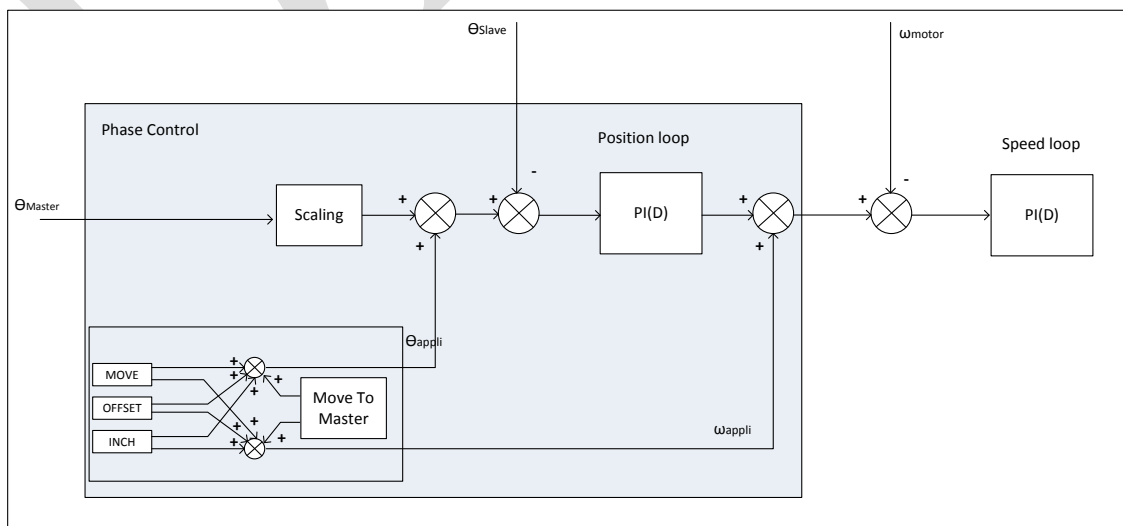 ϴSlave
ωmotor
Phase Control
Position loop
Speed loop
ϴMaster
Scaling
+
+
+
-
PI(D)
+
+
+
-
PI(D)
ϴappli
MOVE
OFFSET
INCH
+
+
+
+
Move To
Master
+
+
+
+
ωappli